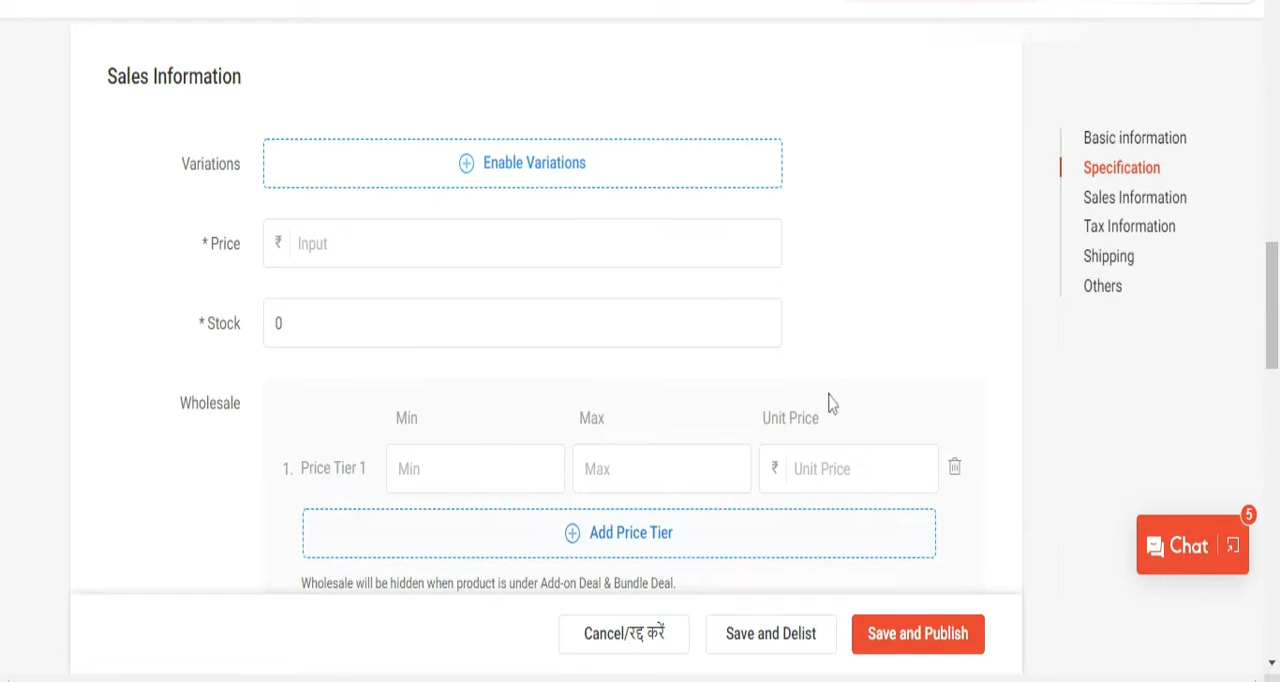 Sales Information
Variations
Enable Variations
* Price
₹ Input
* Stock
0
Wholesale
Min Max Unit Price
1. Price Tier 1 Min Max ₹ Unit Price
Add Price Tier
Wholesale will be hidden when product is under Add-on Deal & Bundle Deal.
Cancel/रद्द करें Save and Delist Save and Publish
Basic information
Specification
Sales Information
Tax Information
Shipping
Others
5
Chat